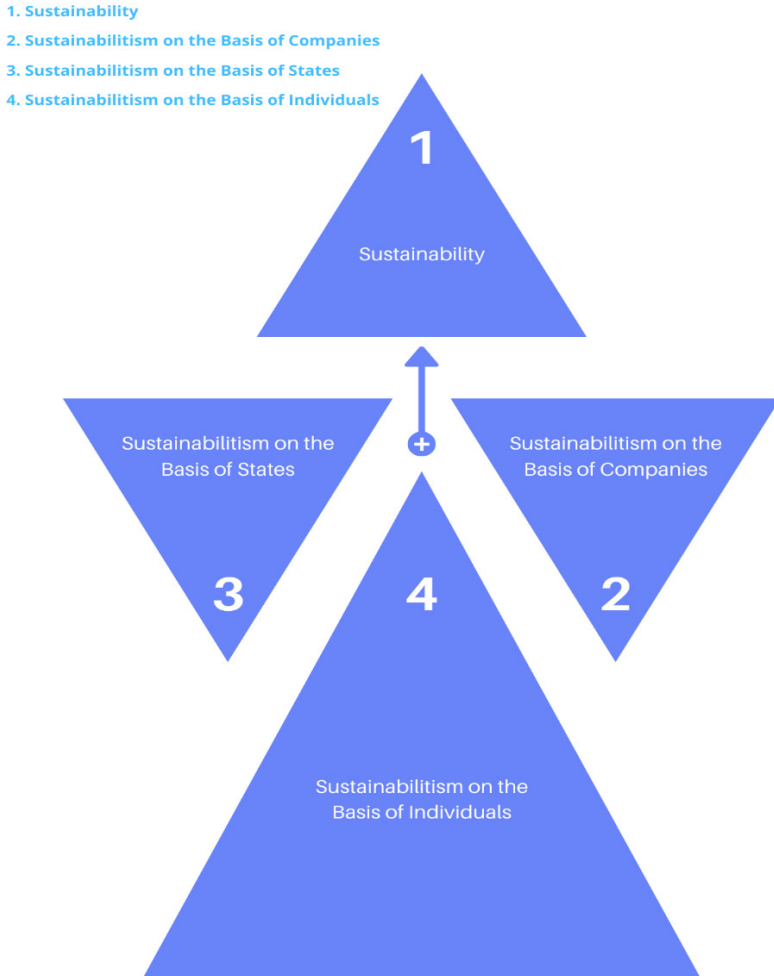 1. Sustainability
2. Sustainabilitism on the Basis of Companies
3. Sustainabilitism on the Basis of States
4. Sustainabilitism on the Basis of Individuals
1
Sustainability
Sustainabilitism on the
Basis of States
3
+
Sustainabilitism on the
Basis of Companies
2
4
Sustainabilitism on the
Basis of Individuals